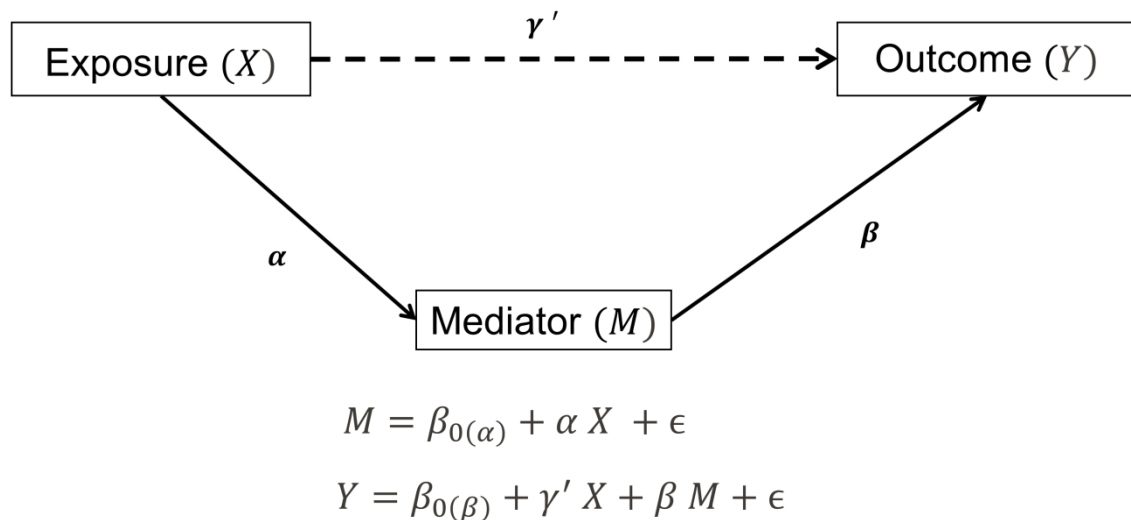 γ′
Exposure (X)
Outcome (Y)
α
β
Mediator (M)
M = β₀₍α₎ + α X + ϵ
Y = β₀₍β₎ + γ′ X + β M + ϵ